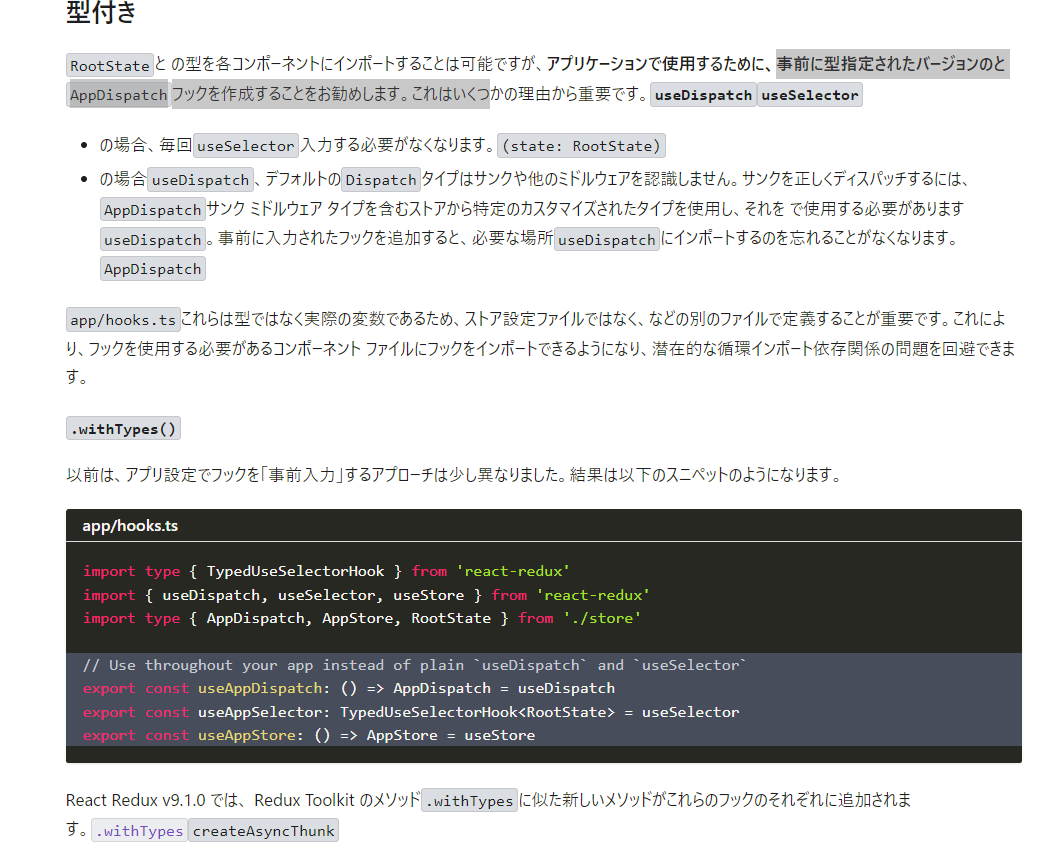 型付き
RootStateと の型を各コンポーネントにインポートすることは可能ですが、アプリケーションで使用するために、事前に型指定されたバージョンのと
AppDispatchフックを作成することをお勧めします。これはいくつかの理由から重要です。useDispatch useSelector
の場合、毎回useSelector入力する必要がなくなります。(state: RootState)
の場合useDispatch、デフォルトのDispatchタイプはサンクや他のミドルウェアを認識しません。サンクを正しくディスパッチするには、
AppDispatchサンク ミドルウェア タイプを含むストアから特定のカスタマイズされたタイプを使用し、それを で使用する必要があります
useDispatch。事前に入力されたフックを追加すると、必要な場所useDispatchにインポートするのを忘れることがなくなります。
AppDispatch
app/hooks.tsこれらは型ではなく実際の変数であるため、ストア設定ファイルではなく、などの別のファイルで定義することが重要です。これによ
り、フックを使用する必要があるコンポーネント ファイルにフックをインポートできるようになり、潜在的な循環インポート依存関係の問題を回避できま
す。
.withTypes()
以前は、アプリ設定でフックを「事前入力」するアプローチは少し異なりました。結果は以下のスニペットのようになります。
app/hooks.ts
import type { TypedUseSelectorHook } from 'react-redux'
import { useDispatch, useSelector, useStore } from 'react-redux'
import type { AppDispatch, AppStore, RootState } from './store'
// Use throughout your app instead of plain `useDispatch` and `useSelector`
export const useAppDispatch: () => AppDispatch = useDispatch
export const useAppSelector: TypedUseSelectorHook<RootState> = useSelector
export const useAppStore: () => AppStore = useStore
React Redux v9.1.0 では、Redux Toolkit のメソッド.withTypesに似た新しいメソッドがこれらのフックのそれぞれに追加されま
す。.withTypes createAsyncThunk